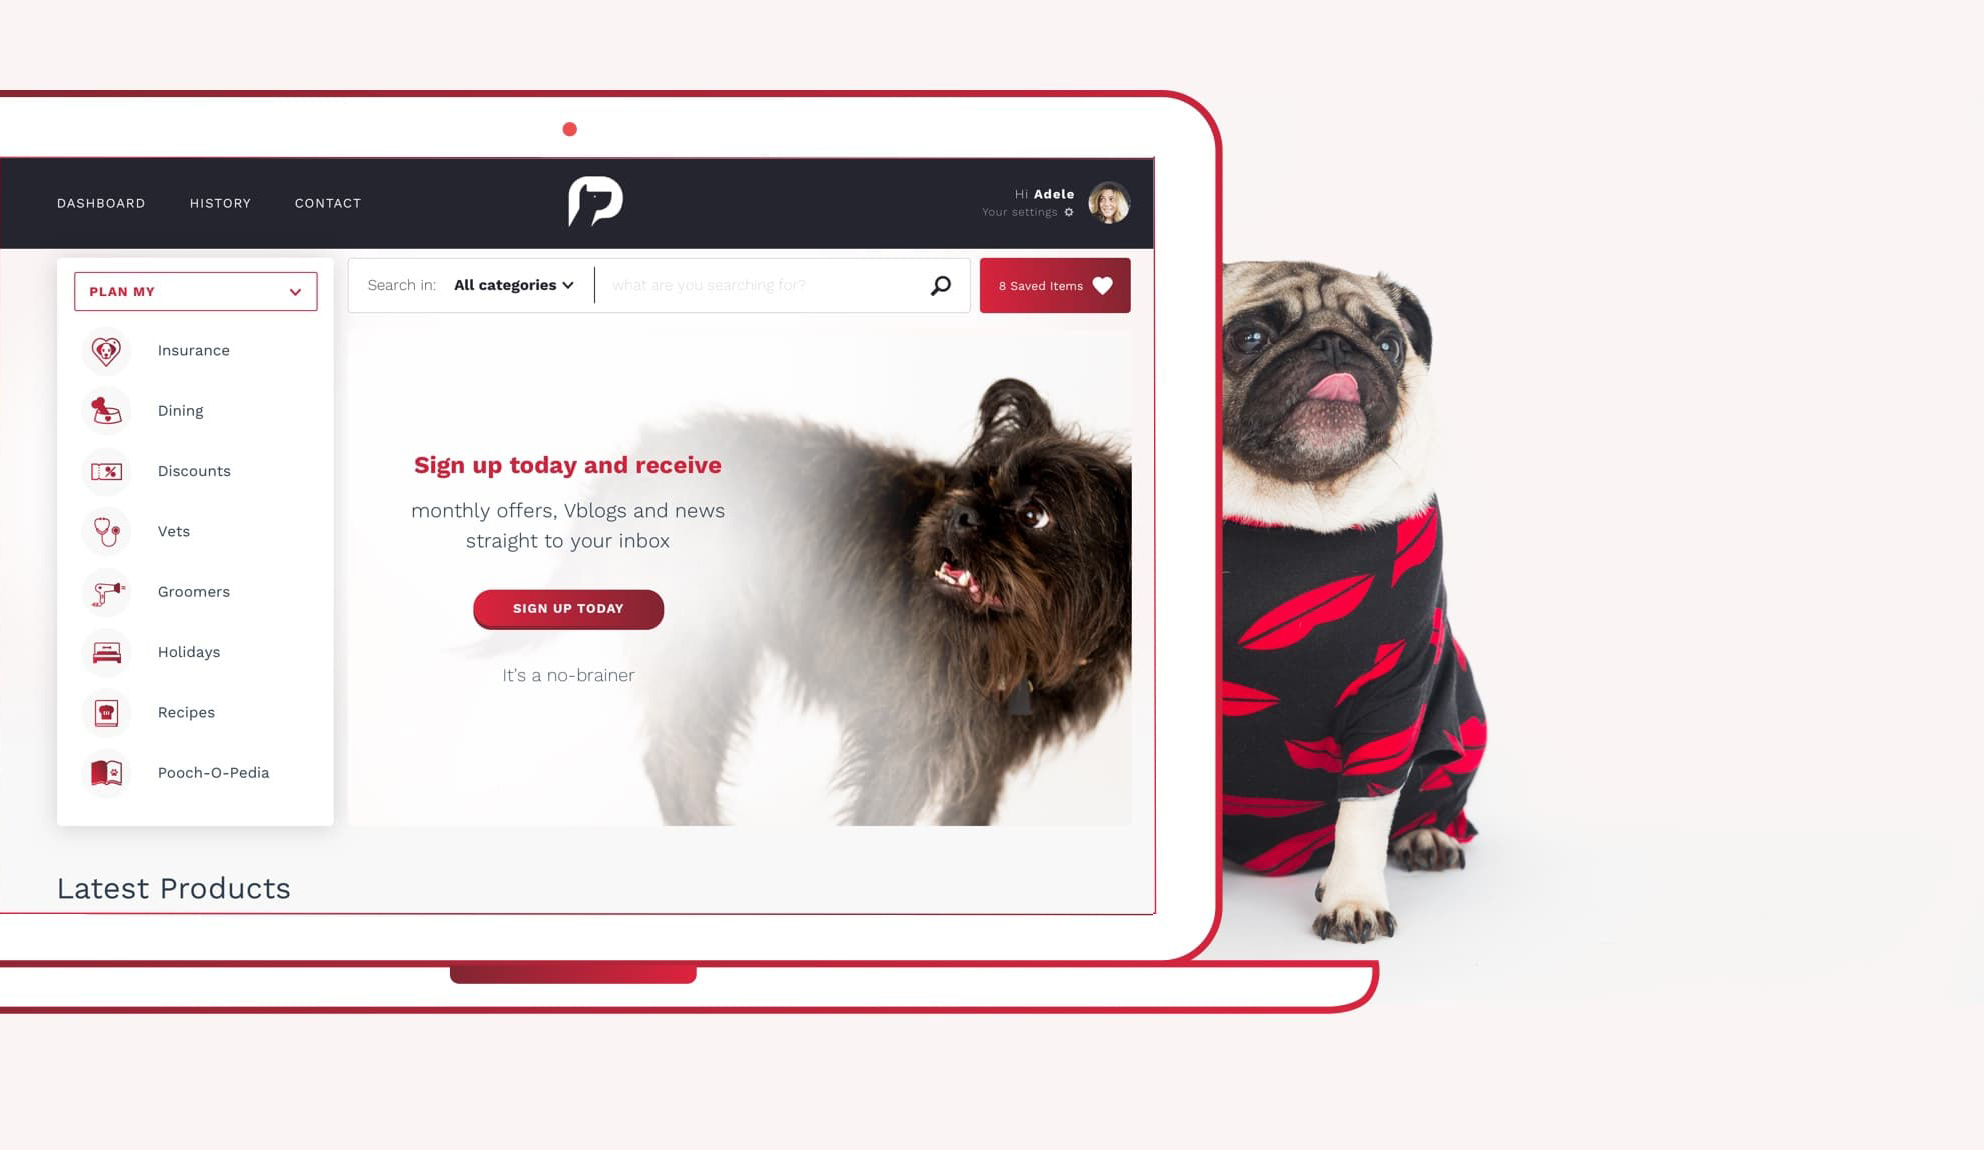 DASHBOARD HISTORY CONTACT
Hi Adele
Your settings
PLAN MY
Search in: All categories what are you searching for?
8 Saved Items
Insurance
Dining
Discounts
Vets
Groomers
Holidays
Recipes
Pooch-O-Pedia
Sign up today and receive
monthly offers, Vblogs and news
straight to your inbox
SIGN UP TODAY
It's a no-brainer
Latest Products